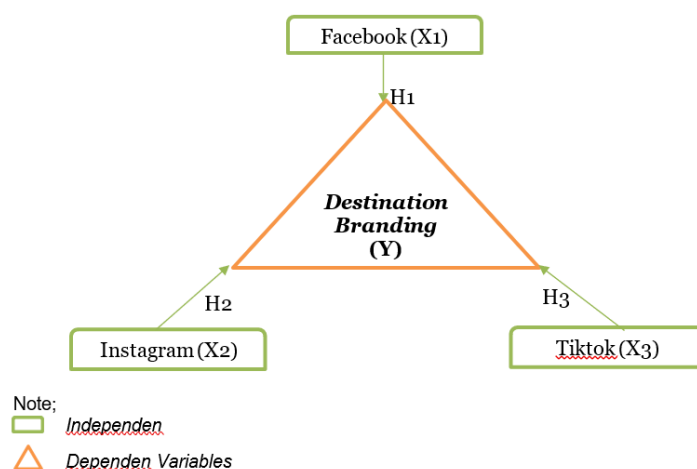 Facebook (X1)
H1
Destination
Branding
(Y)
H2
H3
Instagram (X2)
Tiktok (X3)
Note;
Independen
Dependen Variables